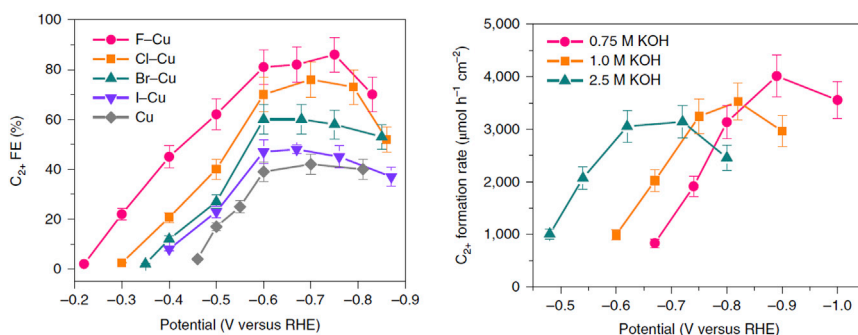 100
80
60
40
20
0
C₂₊ FE (%)
F–Cu
Cl–Cu
Br–Cu
I–Cu
Cu
–0.2 –0.3 –0.4 –0.5 –0.6 –0.7 –0.8 –0.9
Potential (V versus RHE)
5,000
4,000
3,000
2,000
1,000
0
C₂₊ formation rate (μmol h⁻¹ cm⁻²)
0.75 M KOH
1.0 M KOH
2.5 M KOH
–0.5 –0.6 –0.7 –0.8 –0.9 –1.0
Potential (V versus RHE)